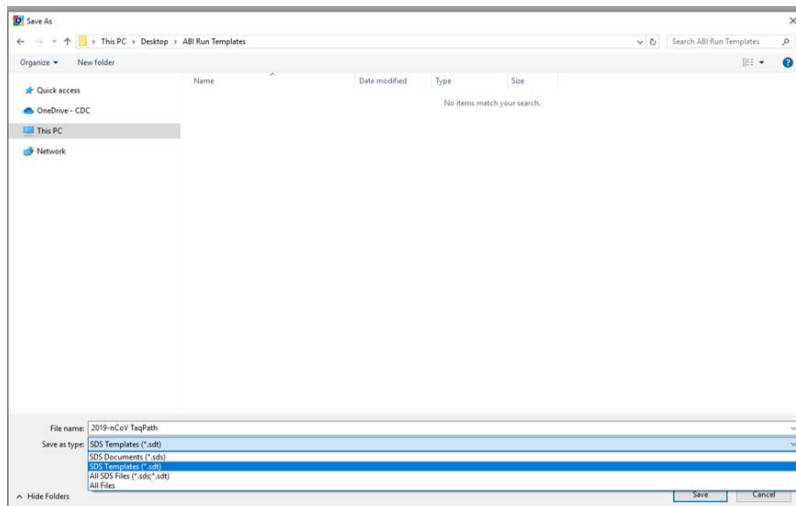 Save As
This PC > Desktop > ABI Run Templates
Search ABI Run Templates
Organize
New folder
Name
Date modified
Type
Size
Quick access
No items match your search.
OneDrive - CDC
This PC
Network
File name: 2019-nCoV TaqPath
Save as type: SDS Templates (*.sdt)
SDS Documents (*.sds)
SDS Templates (*.sdt)
All SDS Files (*.sds;*.sdt)
All Files
Hide Folders
Save
Cancel